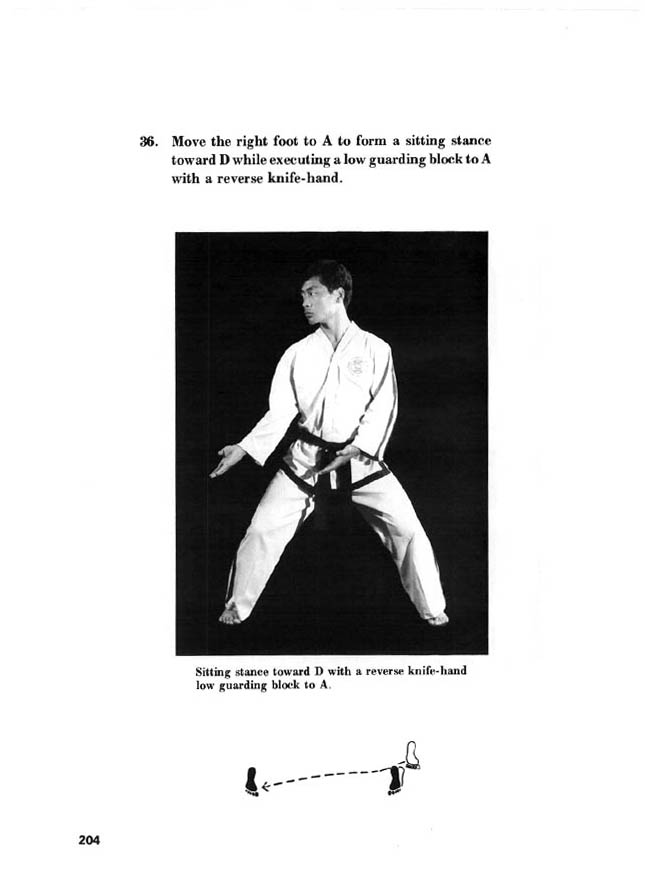 36. Move the right foot to A to form a sitting stance
toward D while executing a low guarding block to A
with a reverse knife-hand.
Sitting stance toward D with a reverse knife-hand
low guarding block to A.
204